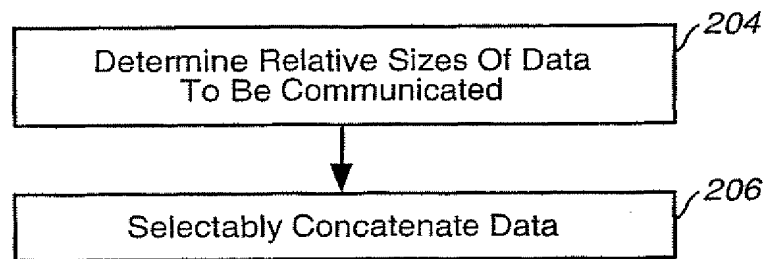 204
Determine Relative Sizes Of Data
To Be Communicated
206
Selectably Concatenate Data